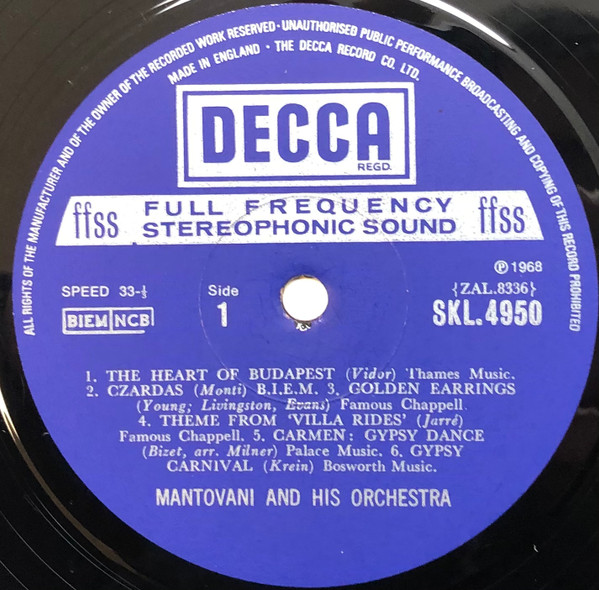 ALL RIGHTS OF THE MANUFACTURER AND OF THE OWNER OF THE RECORDED WORK RESERVED · UNAUTHORISED PUBLIC PERFORMANCE BROADCASTING AND COPYING OF THIS RECORD PROHIBITED
MADE IN ENGLAND · THE DECCA RECORD CO. LTD.
DECCA
REGD.
ffss FULL FREQUENCY ffss
STEREOPHONIC SOUND
℗ 1968
SPEED 33-⅓ Side {ZAL.8336}
BIEM NCB 1 SKL.4950
1. THE HEART OF BUDAPEST (Vidor) Thames Music.
2. CZARDAS (Monti) B.I.E.M. 3. GOLDEN EARRINGS
(Young; Livingston, Evans) Famous Chappell.
4. THEME FROM 'VILLA RIDES' (Jarré)
Famous Chappell. 5. CARMEN: GYPSY DANCE
(Bizet, arr. Milner) Palace Music. 6. GYPSY
CARNIVAL (Krein) Bosworth Music.
MANTOVANI AND HIS ORCHESTRA